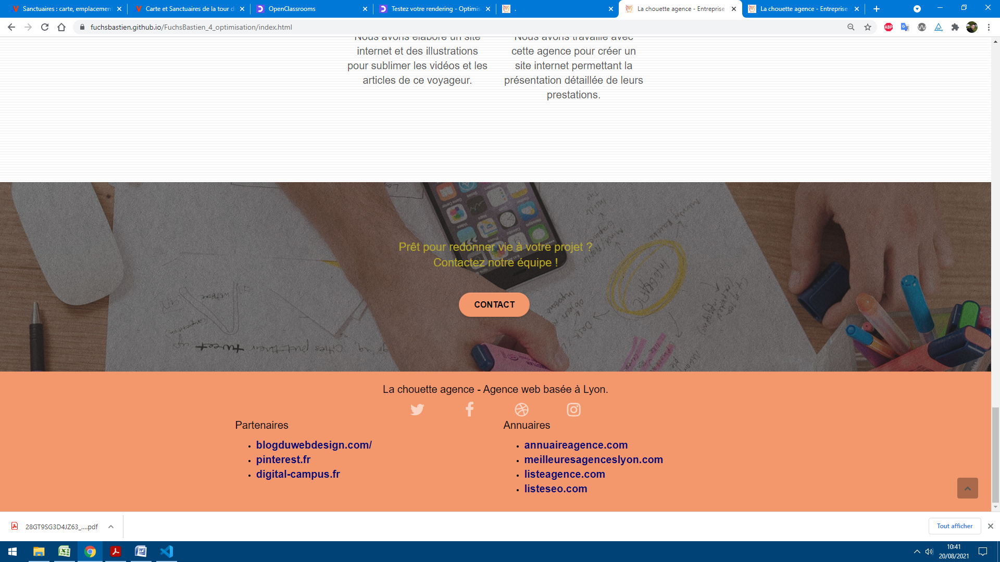 Sanctuaires : carte, emplacemen
Carte et Sanctuaires de la tour d
OpenClassrooms
Testez votre rendering - Optimis
.
La chouette agence - Entreprise
La chouette agence - Entreprise
fuchsbastien.github.io/FuchsBastien_4_optimisation/index.html
ABP
Nous avons élaboré un site
internet et des illustrations
pour sublimer les vidéos et les
articles de ce voyageur.
Nous avons travaillé avec
cette agence pour créer un
site internet permettant la
présentation détaillée de leurs
prestations.
Prêt pour redonner vie à votre projet ?
Contactez notre équipe !
CONTACT
La chouette agence - Agence web basée à Lyon.
Partenaires
blogduwebdesign.com/
pinterest.fr
digital-campus.fr
Annuaires
annuaireagence.com
meilleuresagenceslyon.com
listeagence.com
listeseo.com
28GT9SG3D4JZ63_....pdf
Tout afficher
10:41
20/08/2021